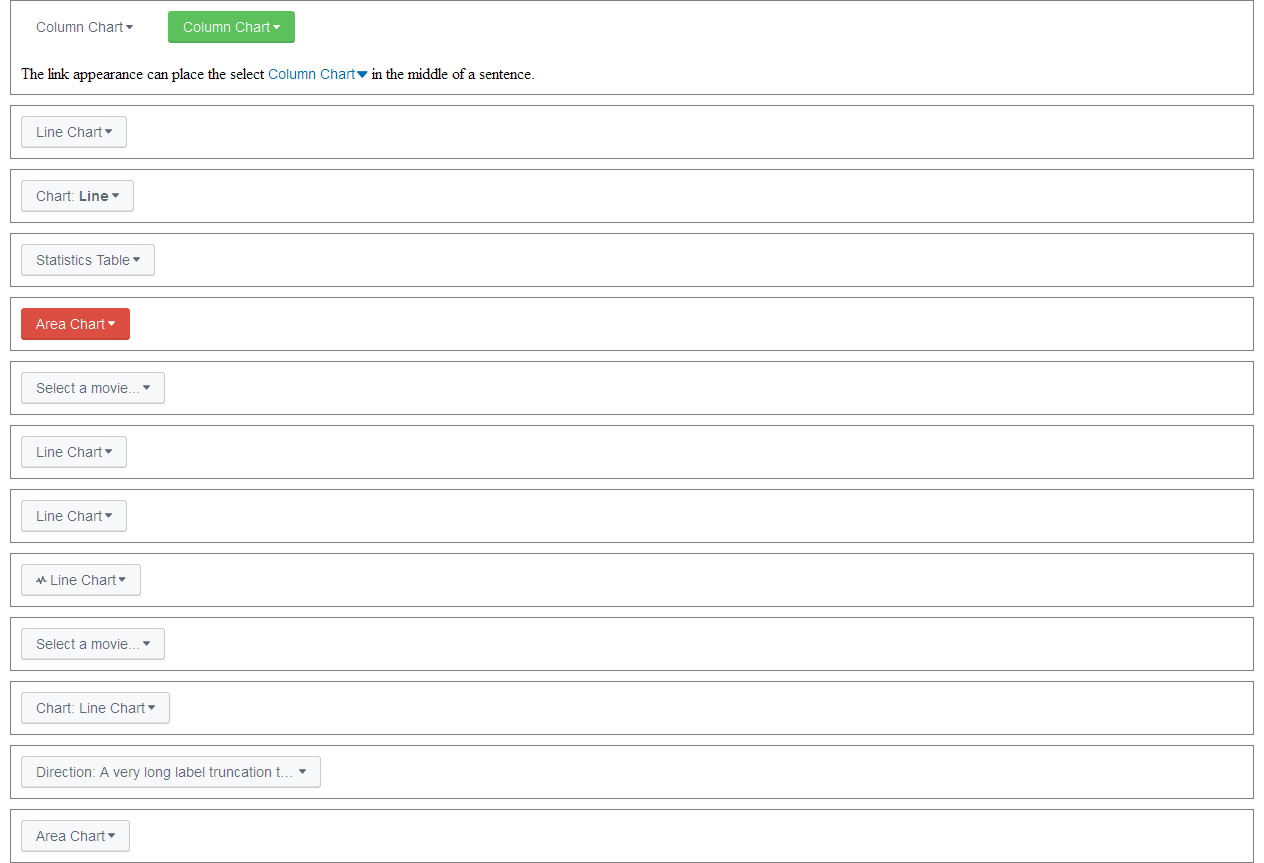 Column Chart Column Chart
The link appearance can place the select Column Chart in the middle of a sentence.
Line Chart
Chart: Line
Statistics Table
Area Chart
Select a movie...
Line Chart
Line Chart
Line Chart
Select a movie...
Chart: Line Chart
Direction: A very long label truncation t...
Area Chart